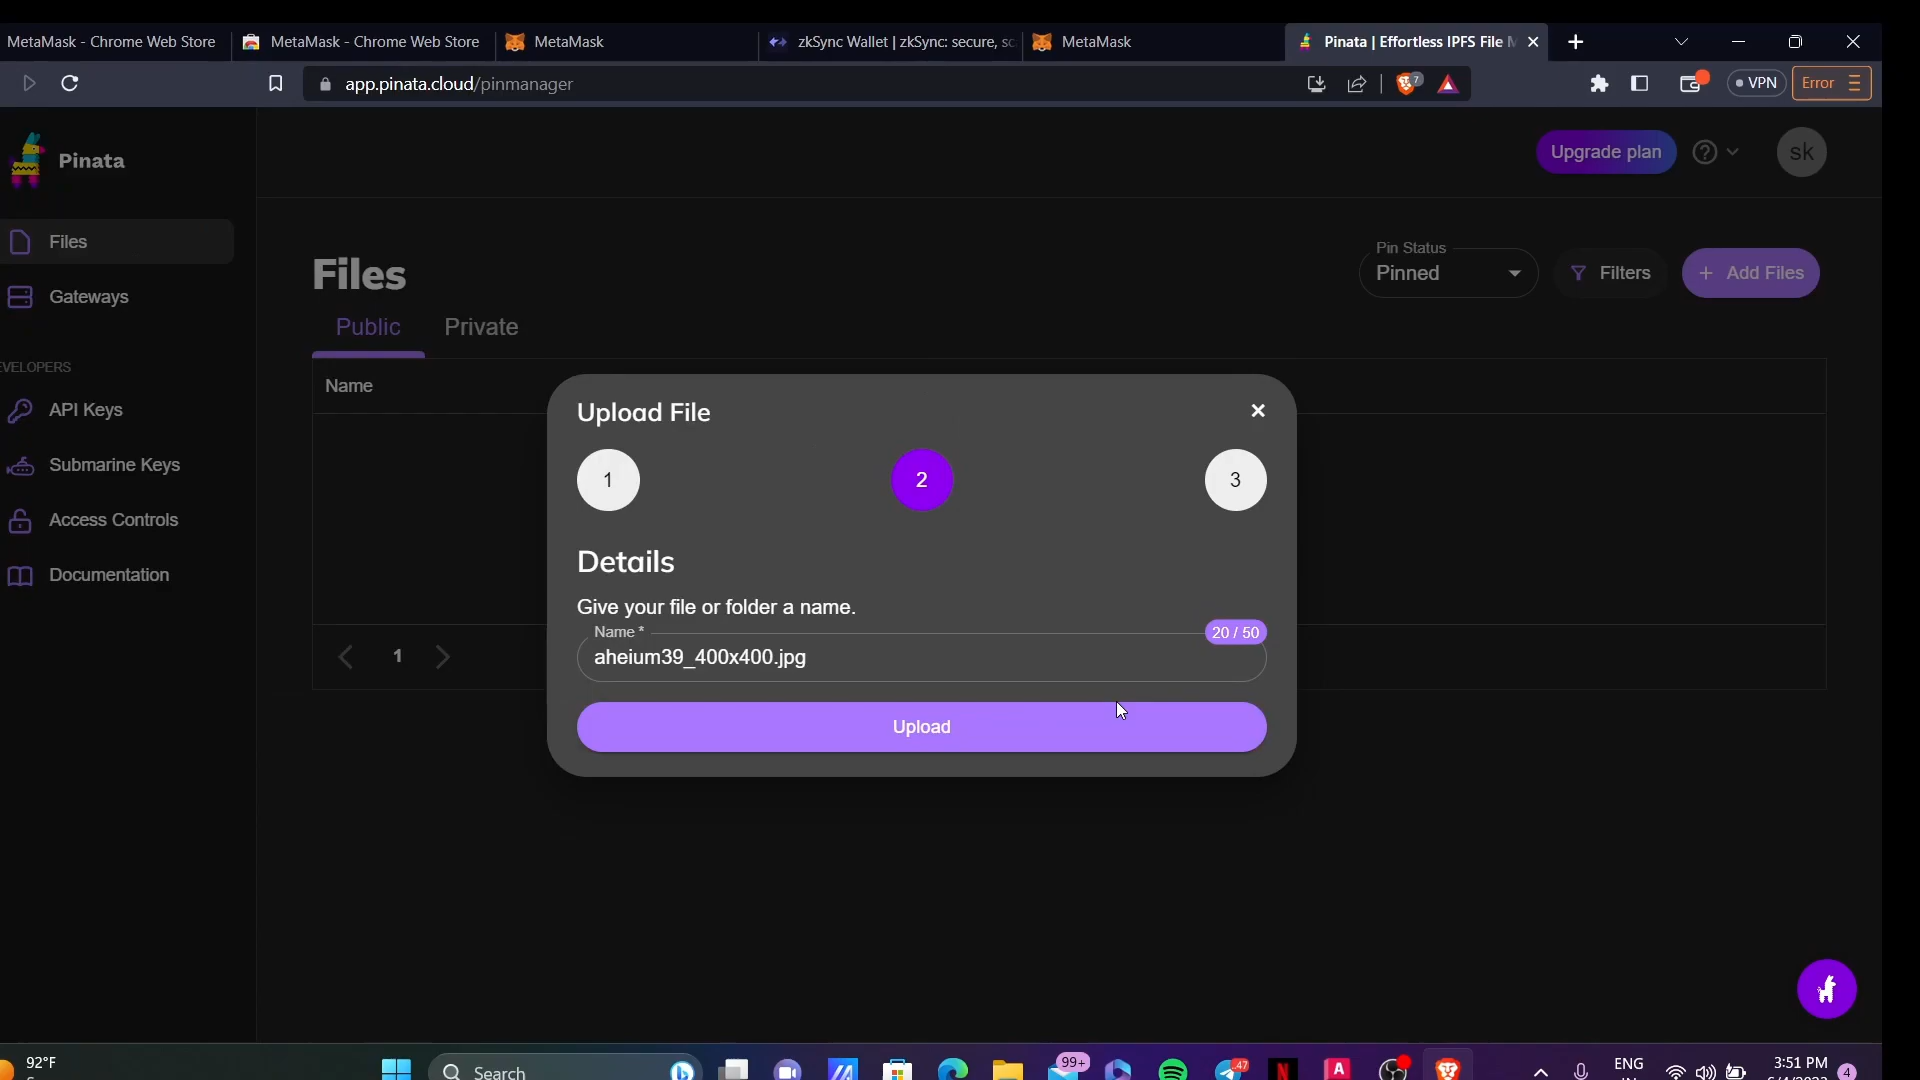 MetaMask - Chrome Web Store
MetaMask - Chrome Web Store
MetaMask
zkSync Wallet | zkSync: secure, sc
MetaMask
Pinata | Effortless IPFS File M
app.pinata.cloud/pinmanager
7
VPN
Error
Pinata
Upgrade plan
sk
Files
Gateways
EVELOPERS
API Keys
Submarine Keys
Access Controls
Documentation
Files
Pin Status
Pinned
Filters
+ Add Files
Public
Private
Name
1
Upload File
1
2
3
Details
Give your file or folder a name.
Name *
20 / 50
aheium39_400x400.jpg
Upload
92°F
Search
99+
47
ENG
3:51 PM
4